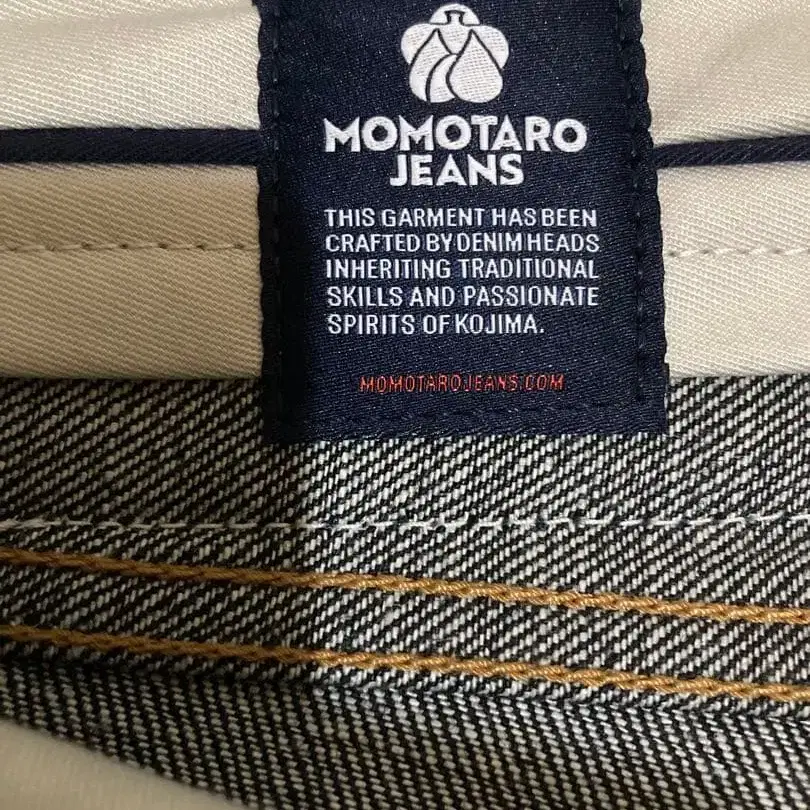 MOMOTARO
JEANS
THIS GARMENT HAS BEEN
CRAFTED BY DENIM HEADS
INHERITING TRADITIONAL
SKILLS AND PASSIONATE
SPIRITS OF KOJIMA.
MOMOTAROJEANS.COM